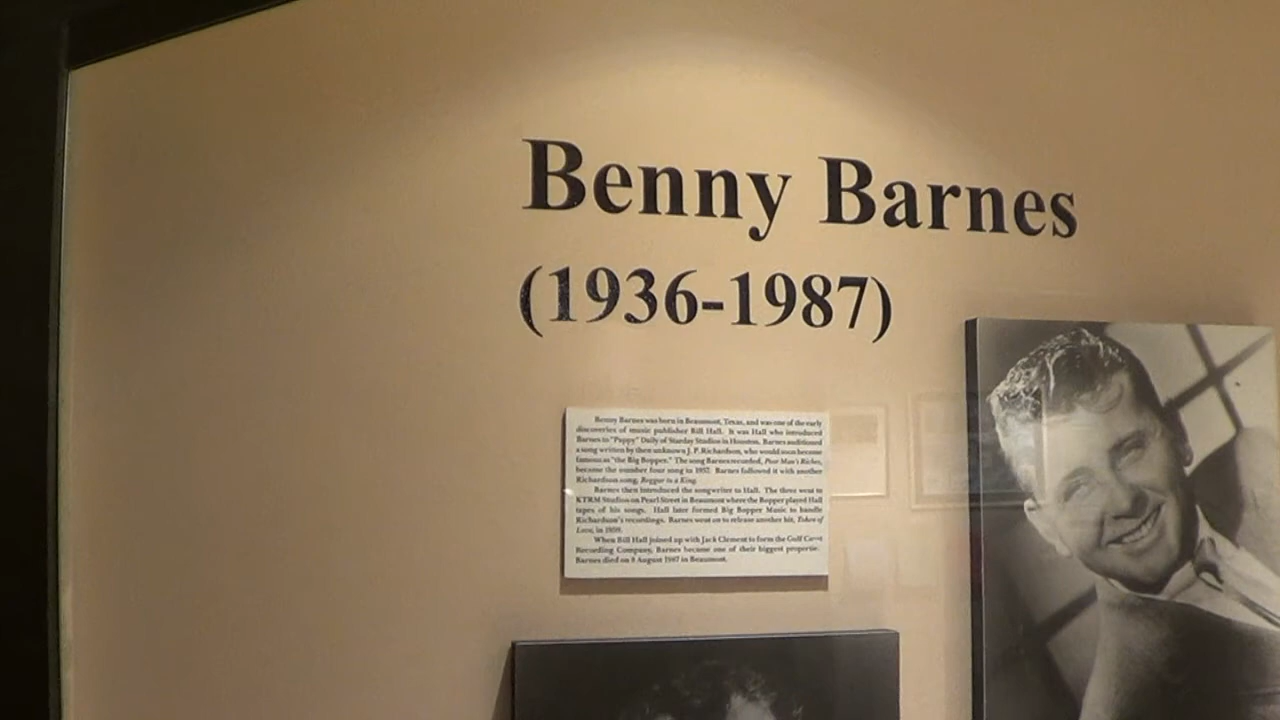 Benny Barnes
(1936-1987)
Benny Barnes was born in Beaumont, Texas, and was one of the early
discoveries of music publisher Bill Hall. It was Hall who introduced
Barnes to "Pappy" Daily of Starday Studios in Houston. Barnes auditioned
a song written by then unknown J. P. Richardson, who would soon become
famous as "the Big Bopper." The song Barnes recorded, Poor Man's Riches,
became the number four song in 1957. Barnes followed it with another
Richardson song, Beggar to a King.
Barnes then introduced the songwriter to Hall. The three went to
KTRM Studios on Pearl Street in Beaumont where the Bopper played Hall
tapes of his songs. Hall later formed Big Bopper Music to handle
Richardson's recordings. Barnes went on to release another hit, Token of
Love, in 1959.
When Bill Hall joined up with Jack Clement to form the Gulf Coast
Recording Company, Barnes became one of their biggest propertie
Barnes died on 8 August 1987 in Beaumont.